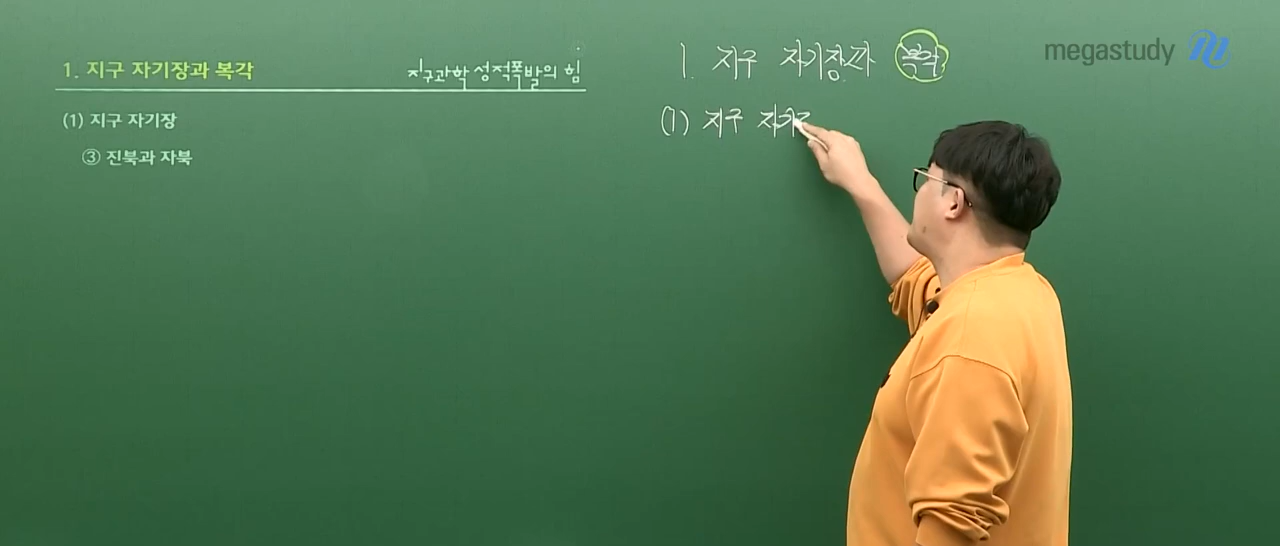 1. 지구 자기장과 복각
지구과학 성적폭발의 힘
(1) 지구 자기장
③ 진북과 자북
1. 지구 자기장과 복각
(1) 지구 자기
megastudy